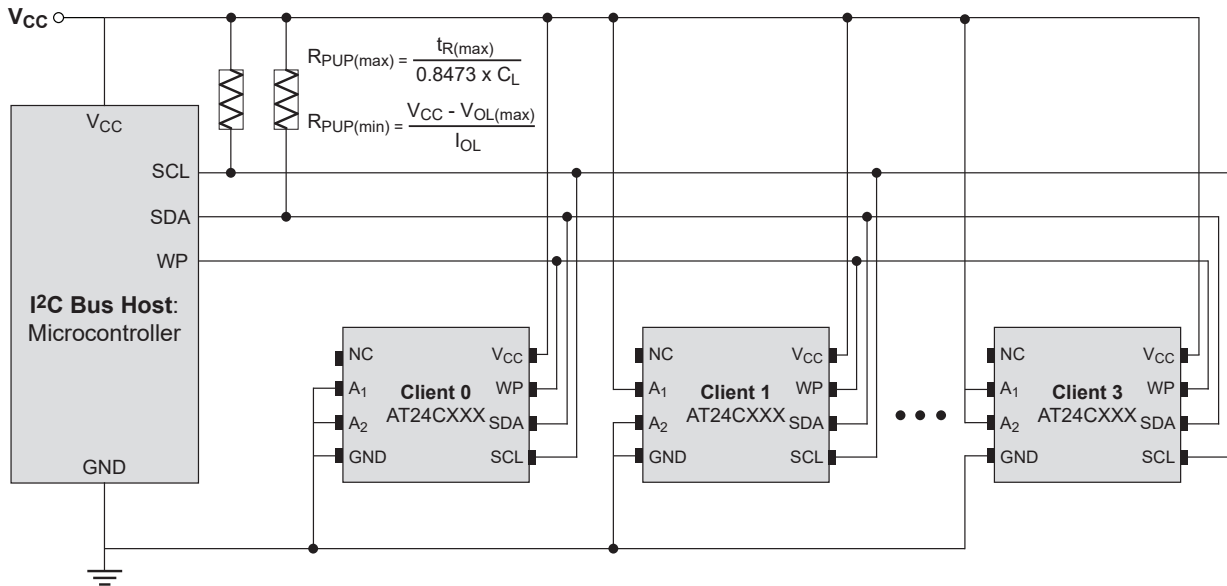 VCC
RPUP(max) = tR(max) / 0.8473 x CL
RPUP(min) = VCC - VOL(max) / IOL
VCC
SCL
SDA
WP
I²C Bus Host:
Microcontroller
GND
NC
A1
A2
GND
Client 0
AT24CXXX
VCC
WP
SDA
SCL
NC
A1
A2
GND
Client 1
AT24CXXX
VCC
WP
SDA
SCL
NC
A1
A2
GND
Client 3
AT24CXXX
VCC
WP
SDA
SCL